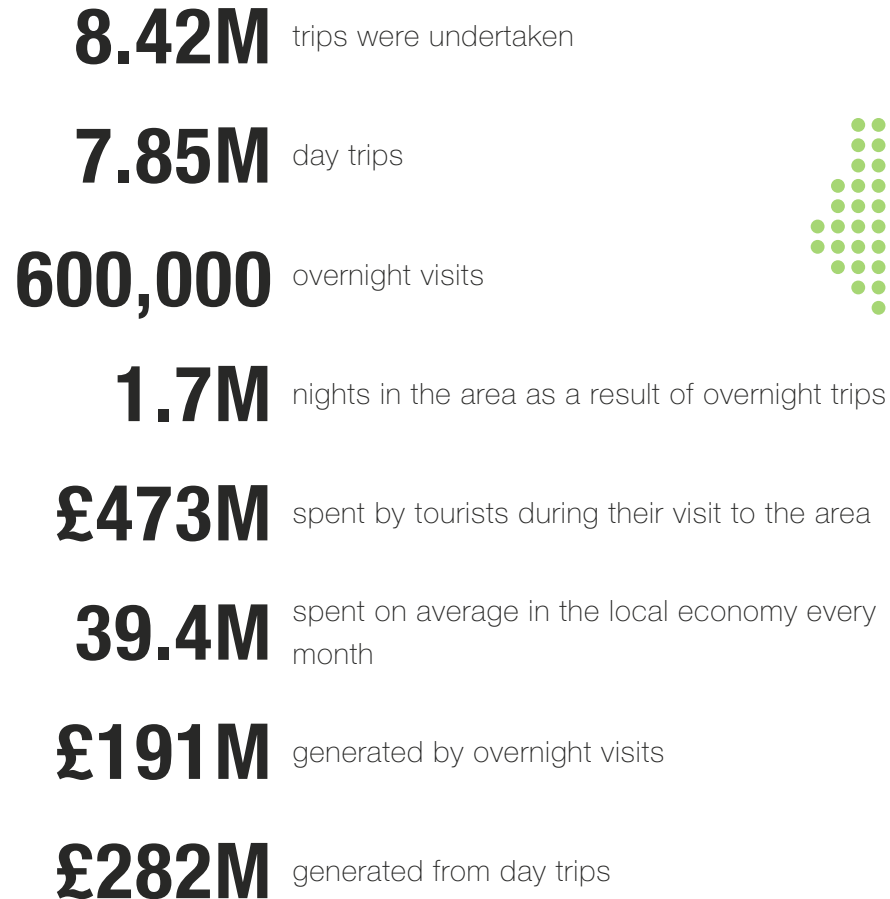 8.42M trips were undertaken
7.85M day trips
600,000 overnight visits
1.7M nights in the area as a result of overnight trips
£473M spent by tourists during their visit to the area
39.4M spent on average in the local economy every
month
£191M generated by overnight visits
£282M generated from day trips